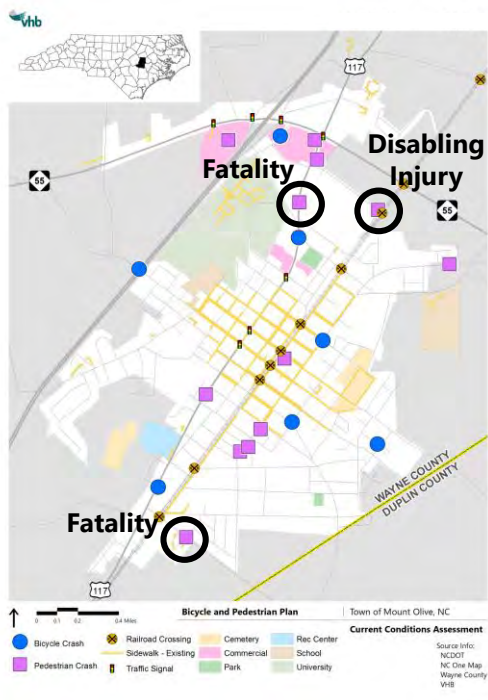 vhb
117
Disabling
Injury
Fatality
55
55
WAYNE COUNTY
DUPLIN COUNTY
Fatality
117
0 0.1 0.2 0.4 Miles
Bicycle and Pedestrian Plan
Town of Mount Olive, NC
Current Conditions Assessment
Bicycle Crash
Pedestrian Crash
Railroad Crossing
Sidewalk - Existing
Traffic Signal
Cemetery
Commercial
Park
Rec Center
School
University
Source Info:
NCDOT
NC One Map
Wayne County
VHB